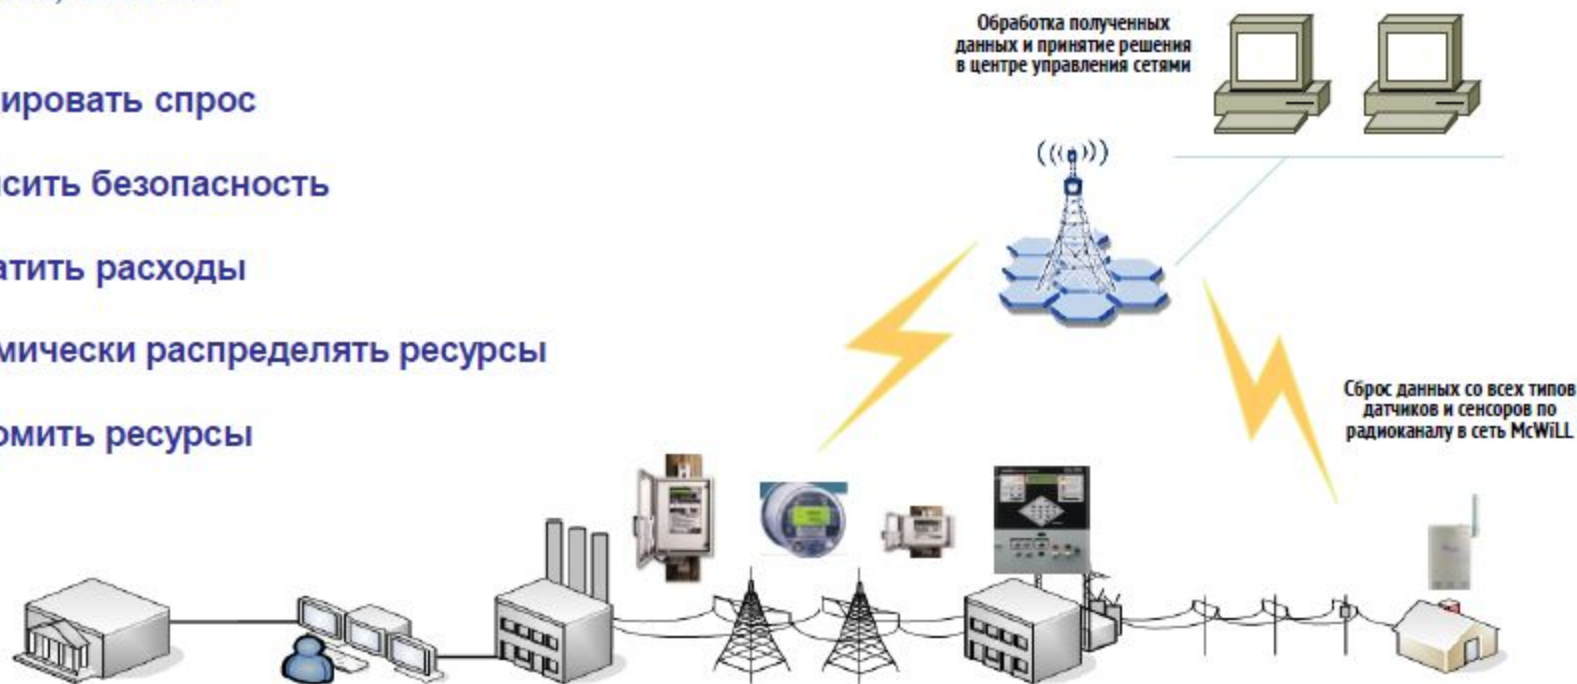 ировать спрос
сить безопасность
атить расходы
мически распределять ресурсы
омить ресурсы
Обработка полученных
данных и принятие решения
в центре управления сетями
Сброс данных со всех типов
датчиков и сенсоров по
радиоканалу в сеть McWiLL